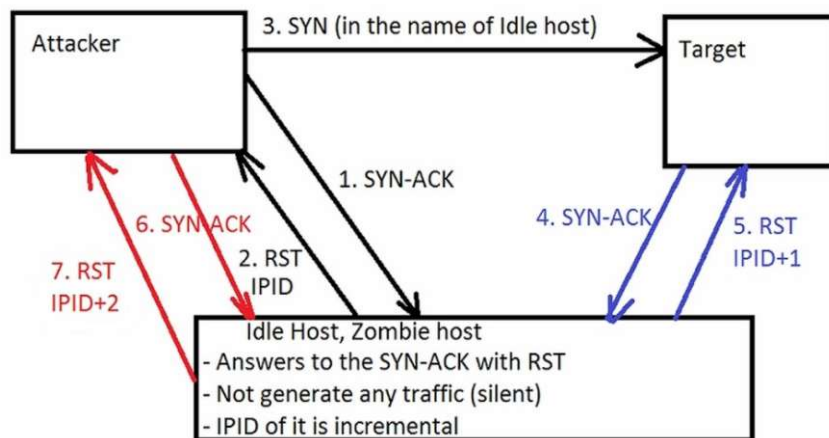 3. SYN (in the name of Idle host)
Attacker
Target
1. SYN-ACK
6. SYN-ACK
4. SYN-ACK
5. RST
IPID+1
2. RST
IPID
7. RST
IPID+2
Idle Host, Zombie host
- Answers to the SYN-ACK with RST
- Not generate any traffic (silent)
- IPID of it is incremental